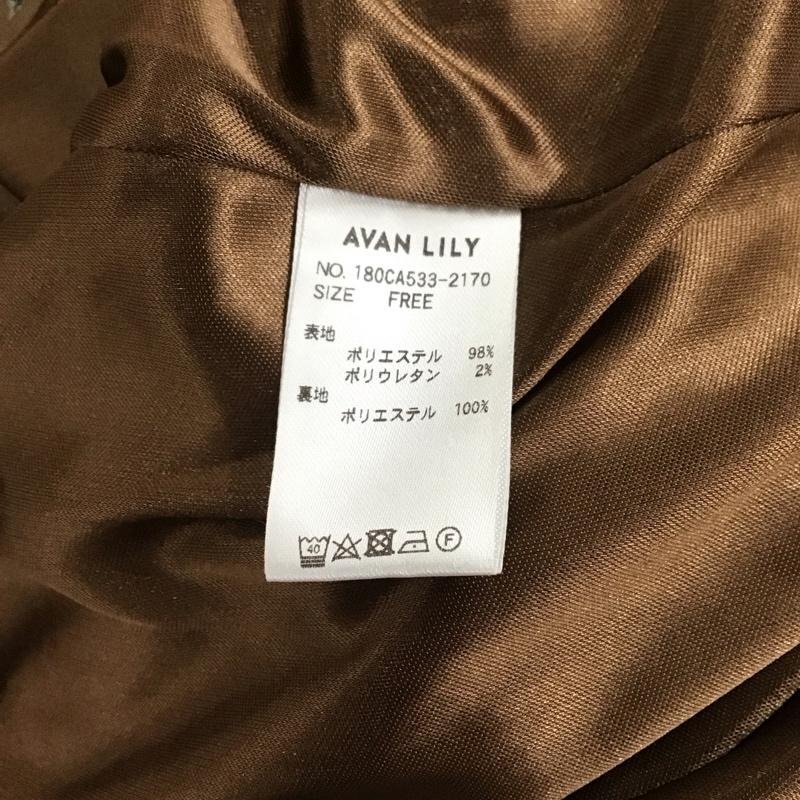 AVAN LILY
NO. 180CA533-2170
SIZE FREE
表地
ポリエステル 98%
ポリウレタン 2%
裏地
ポリエステル 100%
40 F